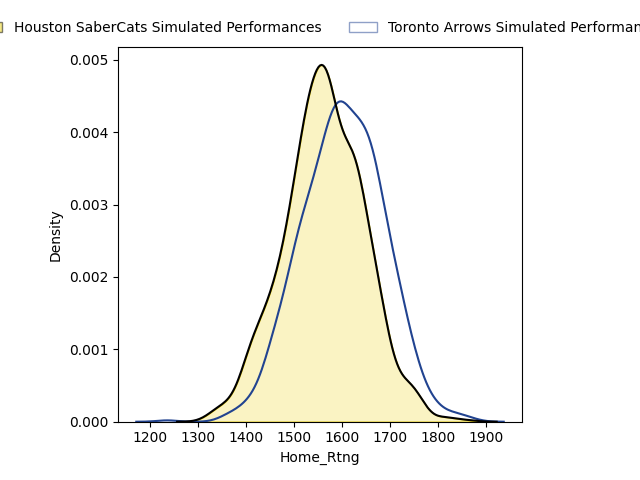 Houston SaberCats Simulated Performances
Toronto Arrows Simulated
0.005
0.004
0.003
0.002
0.001
0.000
Density
1200 1300 1400 1500 1600 1700 1800 1900
Home_Rtng